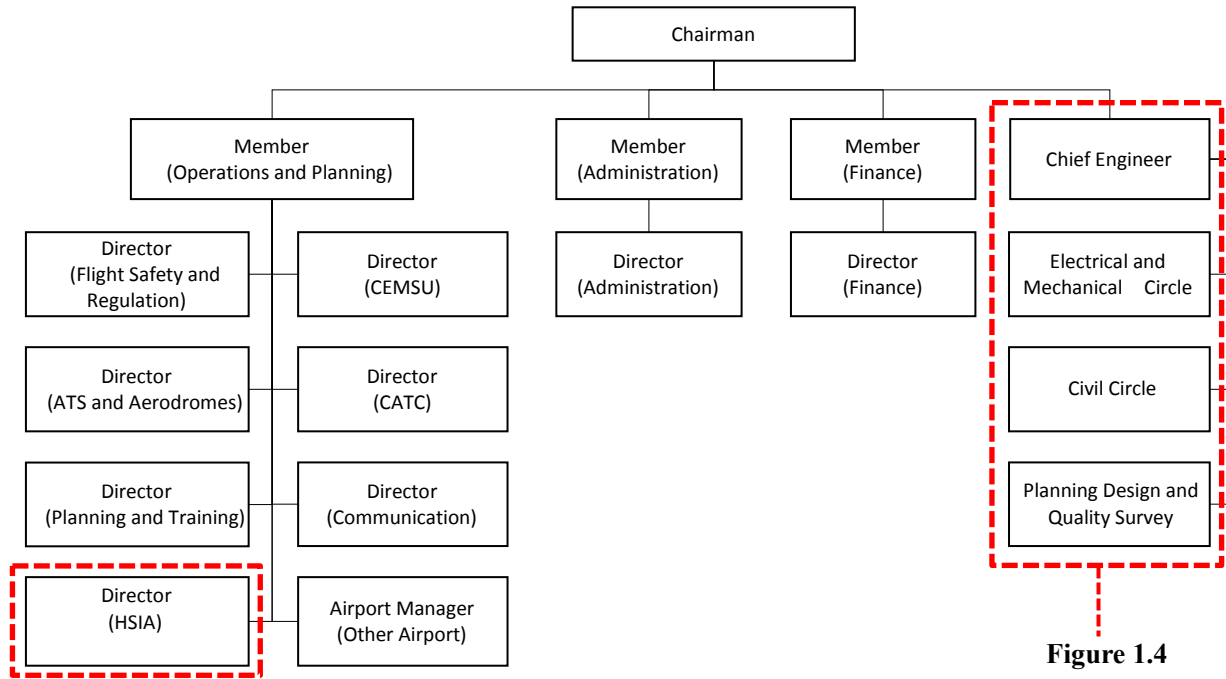 Chairman
Member
(Operations and Planning)
Member
(Administration)
Member
(Finance)
Chief Engineer
Director
(Flight Safety and
Regulation)
Director
(CEMSU)
Director
(Administration)
Director
(Finance)
Electrical and
Mechanical Circle
Director
(ATS and Aerodromes)
Director
(CATC)
Civil Circle
Director
(Planning and Training)
Director
(Communication)
Planning Design and
Quality Survey
Director
(HSIA)
Airport Manager
(Other Airport)
Figure 1.4